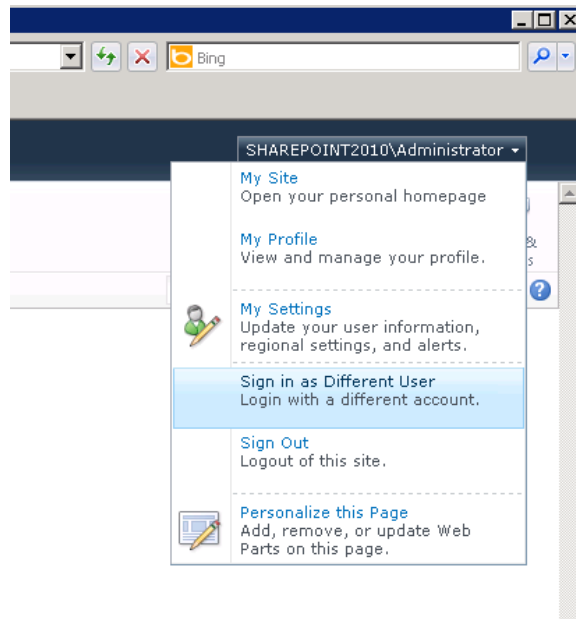 Bing
SHAREPOINT2010\Administrator
My Site
Open your personal homepage
My Profile
View and manage your profile.
My Settings
Update your user information,
regional settings, and alerts.
Sign in as Different User
Login with a different account.
Sign Out
Logout of this site.
Personalize this Page
Add, remove, or update Web
Parts on this page.
&
s